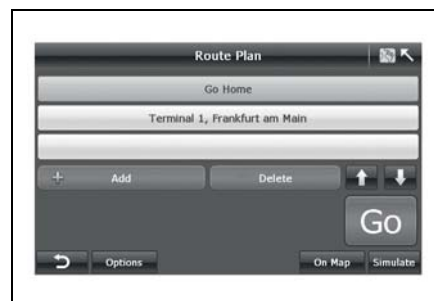 Route Plan
Go Home
Terminal 1, Frankfurt am Main
Add Delete
Go
Options On Map Simulate